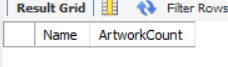 Result Grid Filter Rows
Name ArtworkCount